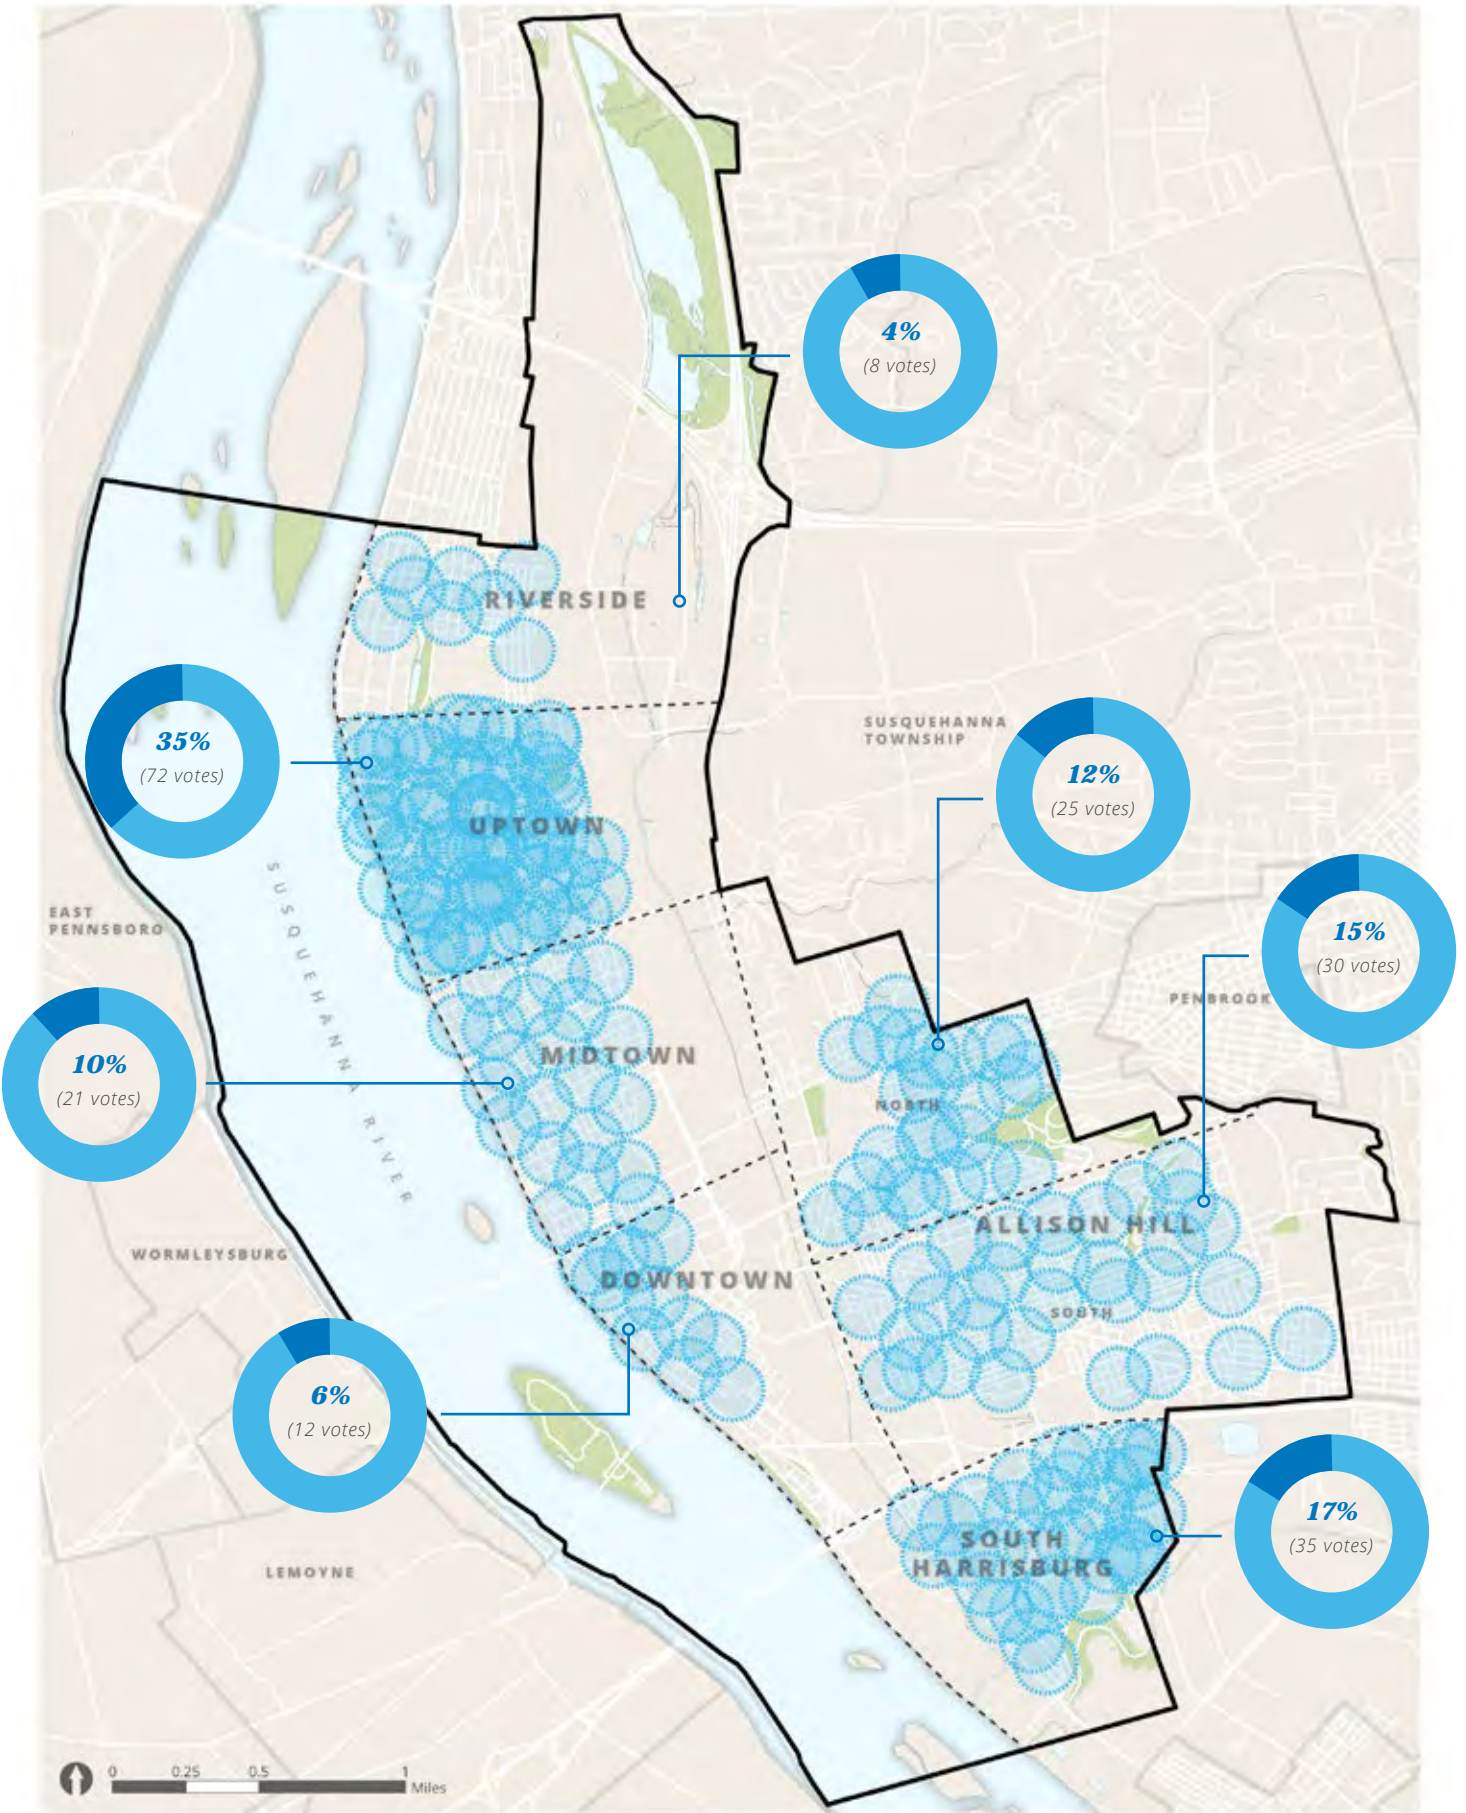 4%
(8 votes)
RIVERSIDE
35%
(72 votes)
SUSQUEHANNA
TOWNSHIP
12%
(25 votes)
UPTOWN
EAST
PENNSBORO
SUSQUEHANNA RIVER
15%
(30 votes)
PENBROOK
10%
(21 votes)
MIDTOWN
NORTH
ALLISON HILL
WORMLEYSBURG
DOWNTOWN
SOUTH
6%
(12 votes)
17%
(35 votes)
SOUTH
HARRISBURG
LEMOYNE
0 0.25 0.5 1
Miles